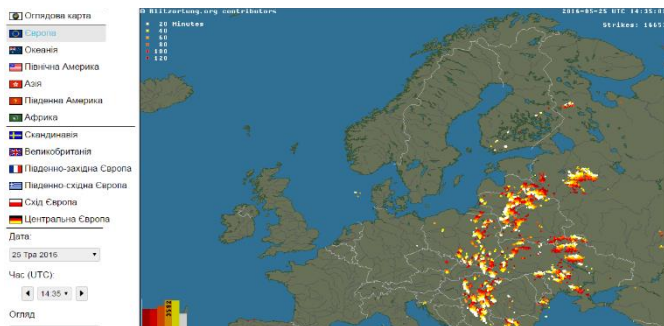 Оглядова карта
Європа
Океанія
Північна Америка
Азія
Південна Америка
Африка
Скандинавія
Великобританія
Південно-західна Європа
Південно-східна Європа
Схід Європа
Центральна Європа
Дата:
25 Тра 2016
Час (UTC):
14:35
Огляд
© Blitzortung.org contributors
2016-05-25 UTC 14:35:
20 Minutes
40
60
80
100
120
Strikes: